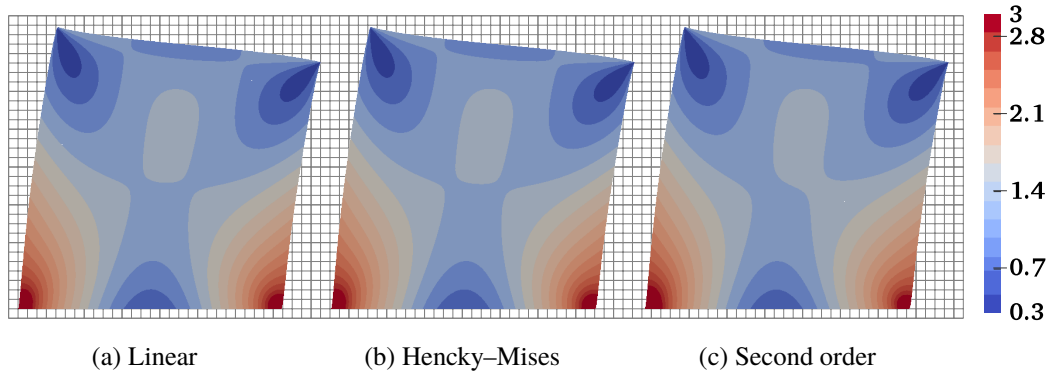 3
2.8
2.1
1.4
0.7
0.3
(a) Linear
(b) Hencky–Mises
(c) Second order